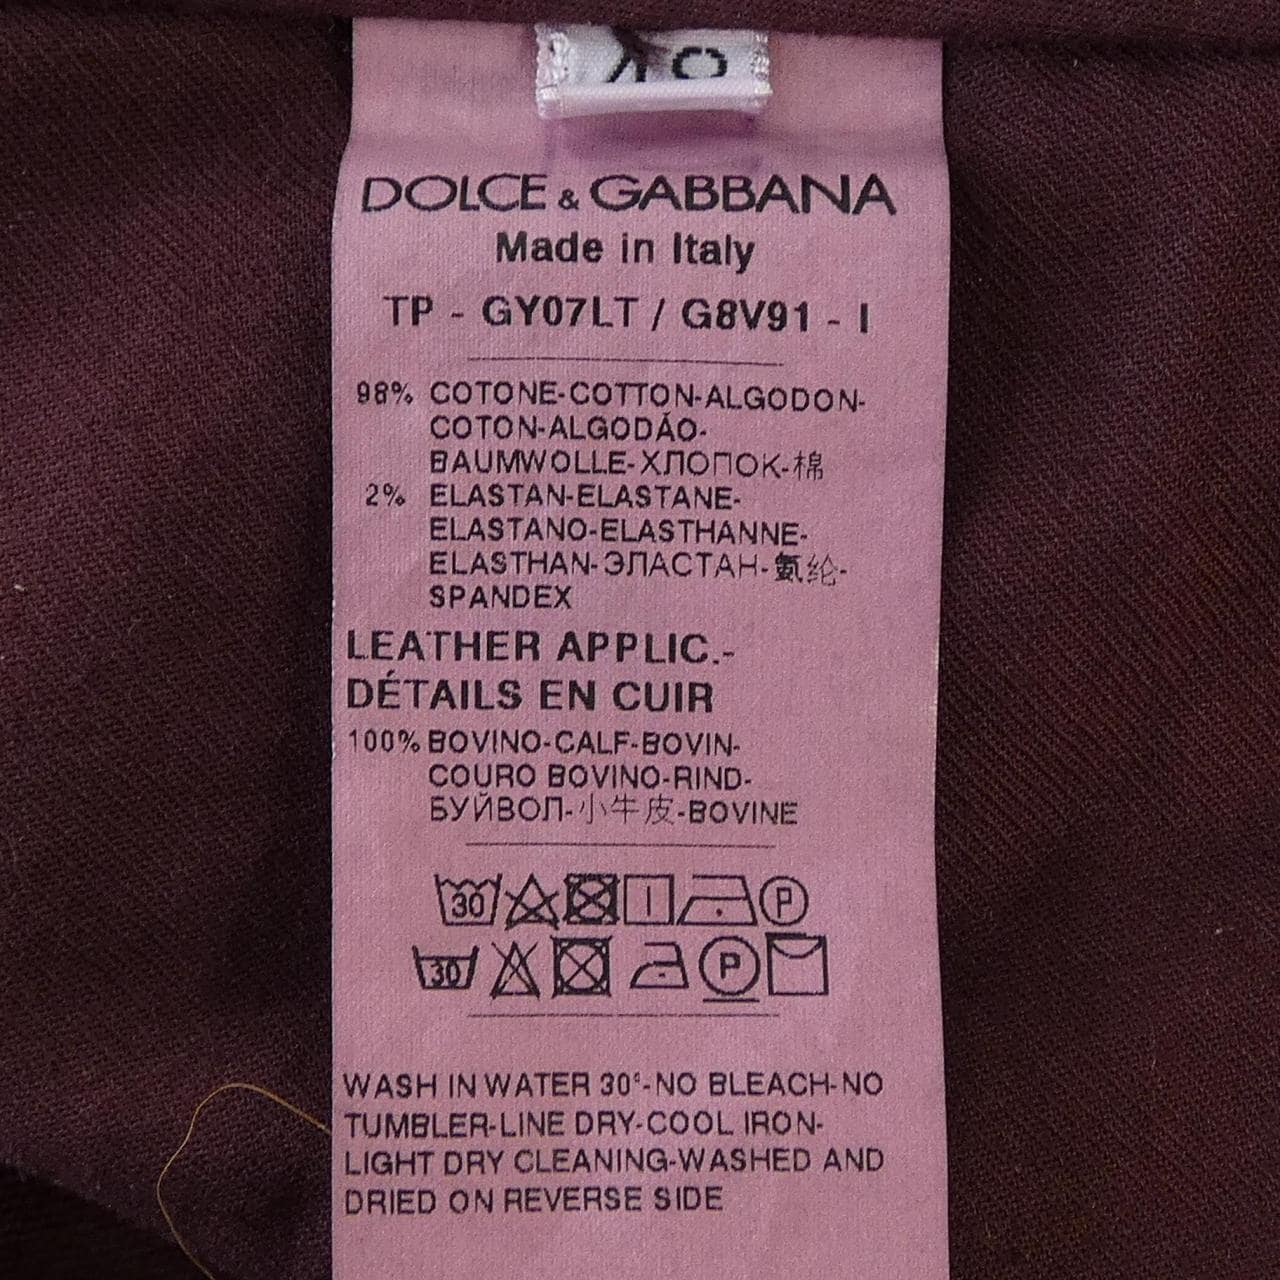 DOLCE & GABBANA
Made in Italy
TP - GY07LT / G8V91 - I
98% COTONE-COTTON-ALGODON-
COTON-ALGODÃO-
BAUMWOLLE-ХЛОПОК-棉
2% ELASTAN-ELASTANE-
ELASTANO-ELASTHANNE-
ELASTHAN-ЭЛАСТАН-氨纶-
SPANDEX
LEATHER APPLIC.-
DÉTAILS EN CUIR
100% BOVINO-CALF-BOVIN-
COURO BOVINO-RIND-
БУЙВОЛ-小牛皮-BOVINE
30 P
30 P
WASH IN WATER 30°-NO BLEACH-NO
TUMBLER-LINE DRY-COOL IRON-
LIGHT DRY CLEANING-WASHED AND
DRIED ON REVERSE SIDE